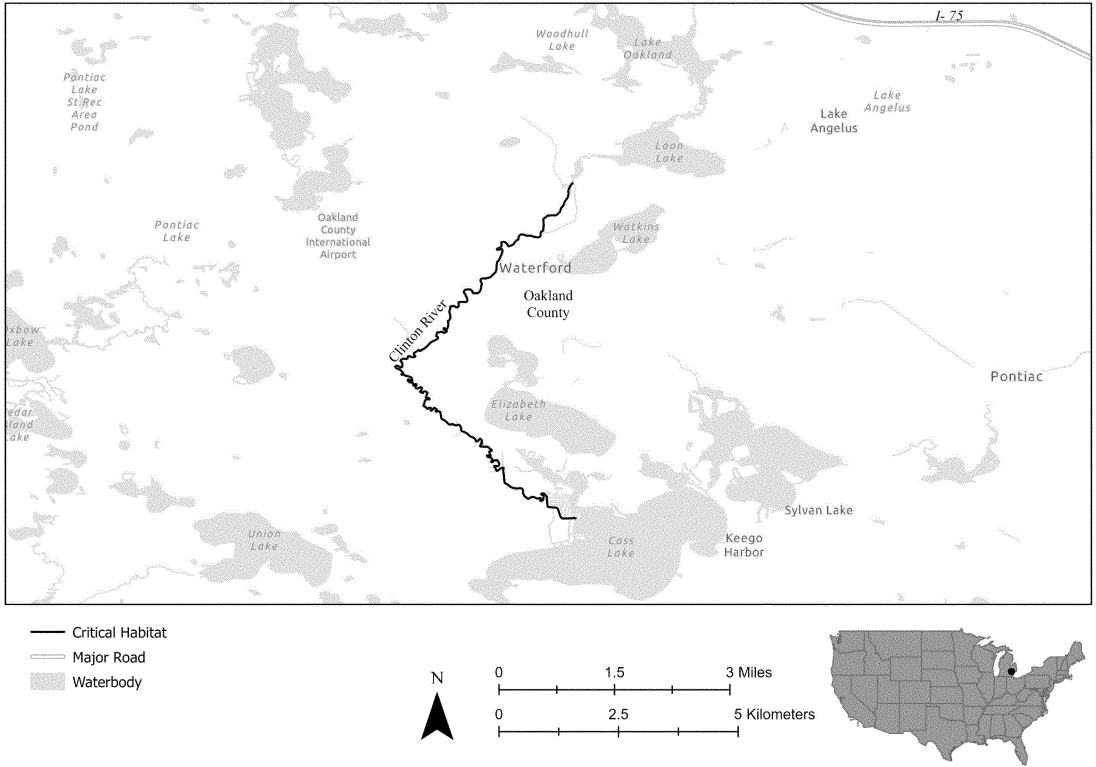 I- 75
Woodhull
Lake
Lake
Oakland
Pontiac
Lake
St Rec
Area
Pond
Lake
Angelus
Lake
Angelus
Loon
Lake
Oakland
County
International
Airport
Pontiac
Lake
Watkins
Lake
Waterford
Oakland
County
Clinton River
oxbow
Lake
Pontiac
Elizabeth
Lake
edar
sland
Lake
Sylvan Lake
Union
Lake
Cass
Lake
Keego
Harbor
Critical Habitat
Major Road
Waterbody
N
0 1.5 3 Miles
0 2.5 5 Kilometers